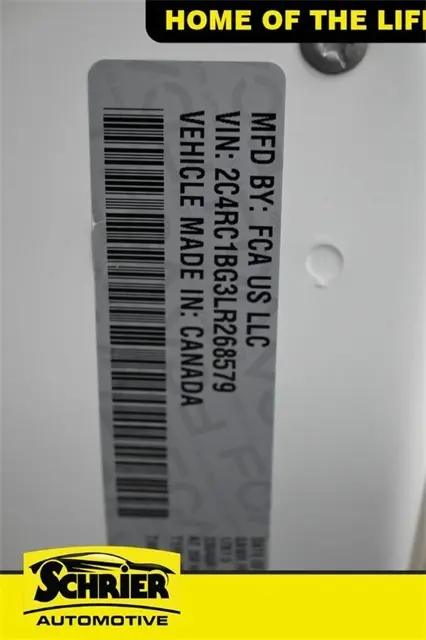 HOME OF THE LIF
MFD BY: FCA US LLC
VIN: 2C4RC1BG3LR268579
VEHICLE MADE IN: CANADA
SCHRIER
AUTOMOTIVE